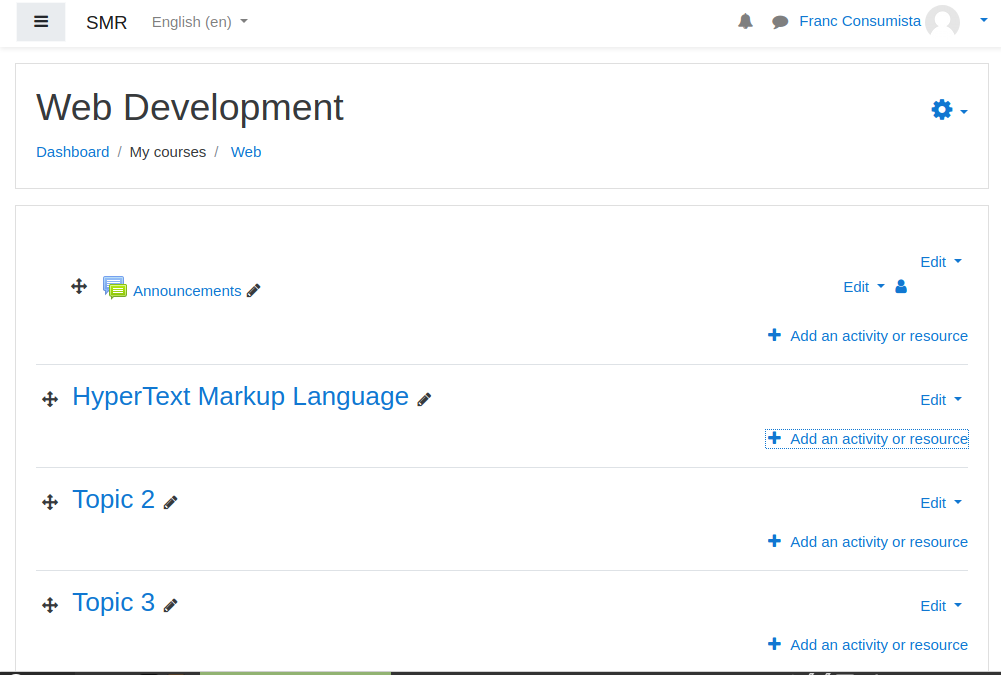 SMR English (en) Franc Consumista
Web Development
Dashboard / My courses / Web
Edit
Announcements Edit
Add an activity or resource
HyperText Markup Language Edit
Add an activity or resource
Topic 2 Edit
Add an activity or resource
Topic 3 Edit
Add an activity or resource